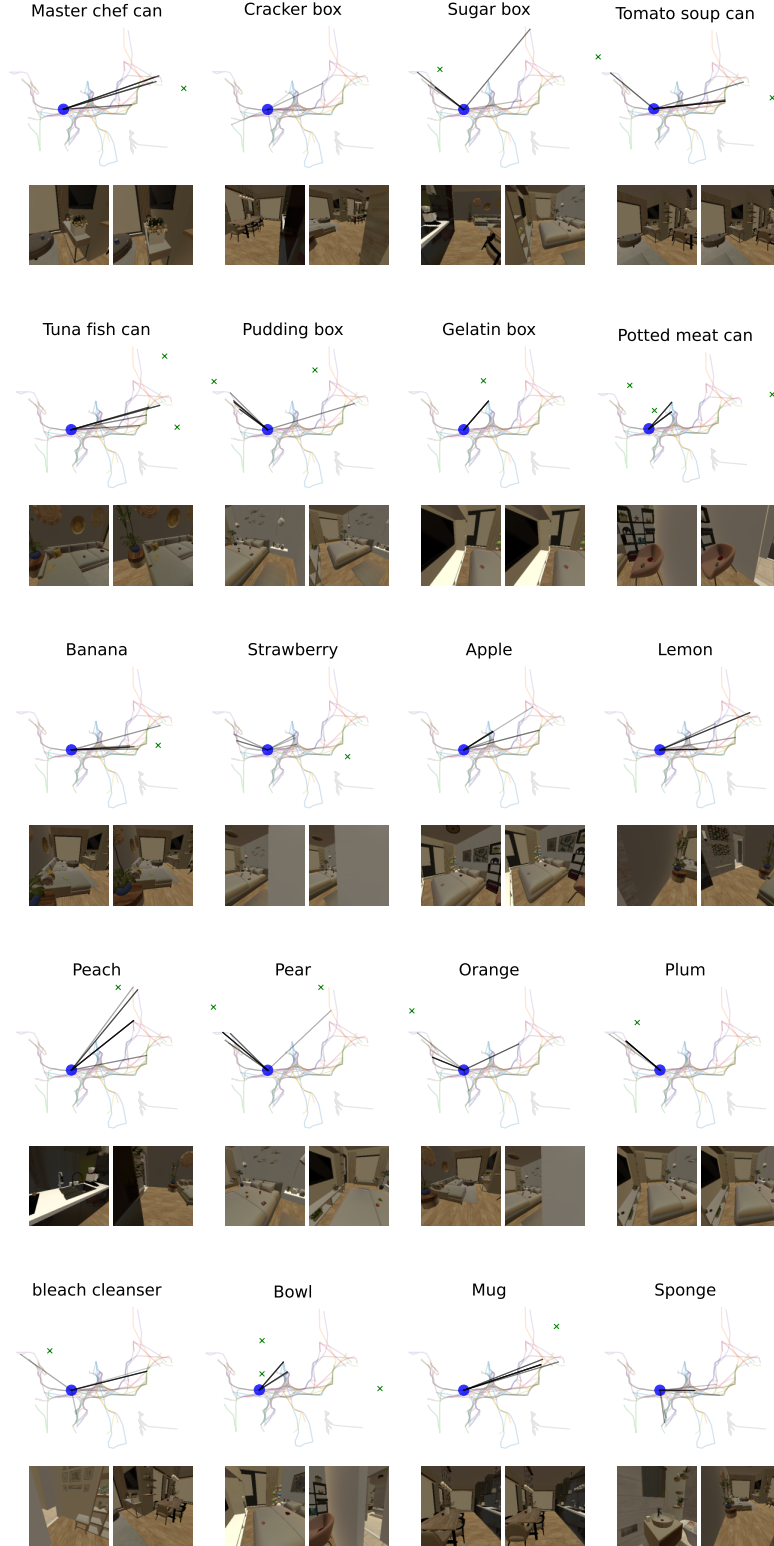 Master chef can
Cracker box
Sugar box
Tomato soup can
Tuna fish can
Pudding box
Gelatin box
Potted meat can
Banana
Strawberry
Apple
Lemon
Peach
Pear
Orange
Plum
bleach cleanser
Bowl
Mug
Sponge